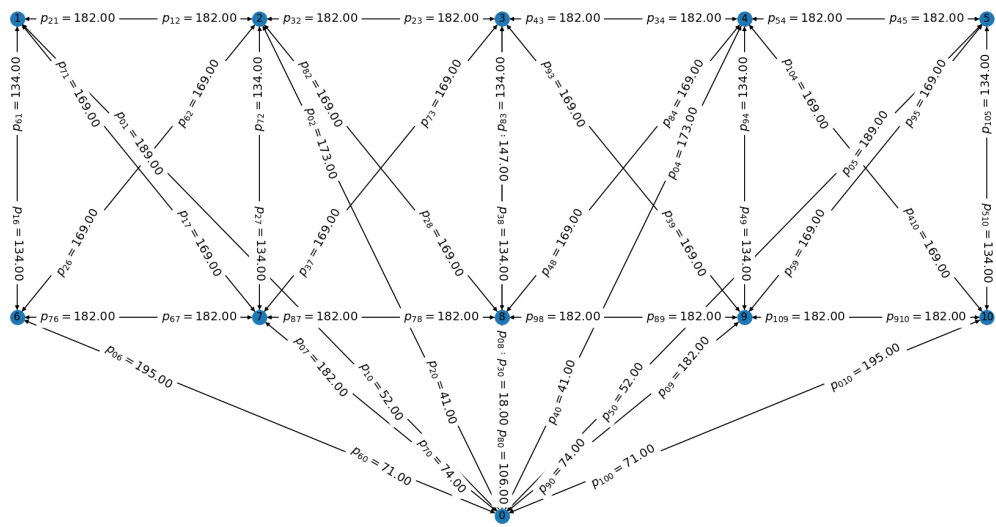 1
p21 = 182.00
p12 = 182.00
2
p32 = 182.00
p23 = 182.00
3
p43 = 182.00
p34 = 182.00
4
p54 = 182.00
p45 = 182.00
5
p61 = 134.00
p71 = 169.00
p01 = 189.00
p62 = 169.00
p72 = 134.00
p82 = 169.00
p02 = 173.00
p73 = 169.00
p83 = 134.00
: 147.00
p93 = 169.00
p84 = 169.00
p04 = 173.00
p94 = 134.00
p104 = 169.00
p05 = 189.00
p95 = 169.00
p105 = 134.00
p16 = 134.00
p26 = 169.00
p17 = 169.00
p27 = 134.00
p37 = 169.00
p28 = 169.00
p38 = 134.00
p48 = 169.00
p39 = 169.00
p49 = 134.00
p59 = 169.00
p410 = 169.00
p510 = 134.00
6
p76 = 182.00
p67 = 182.00
7
p87 = 182.00
p78 = 182.00
8
p98 = 182.00
p89 = 182.00
9
p109 = 182.00
p910 = 182.00
10
p06 = 195.00
p07 = 182.00
p10 = 52.00
p20 = 41.00
p08 :
p30 = 18.00
p40 = 41.00
p50 = 52.00
p09 = 182.00
p010 = 195.00
p60 = 71.00
p70 = 74.00
p80 = 106.00
p90 = 74.00
p100 = 71.00
0